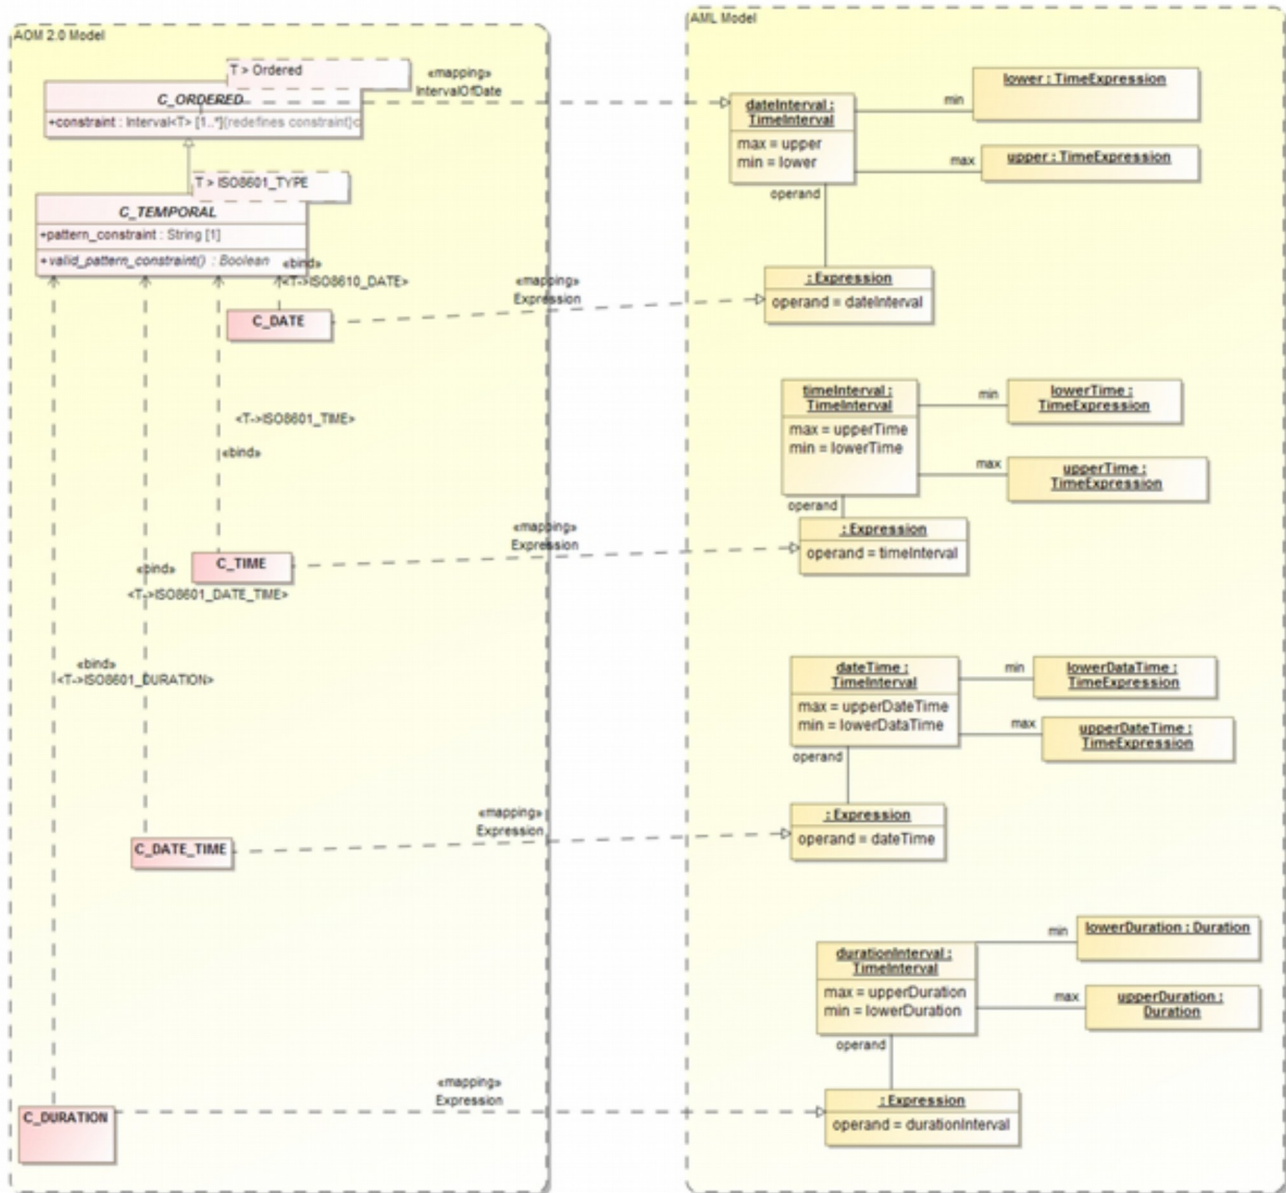 AOM 2.0 Model
T > Ordered
C_ORDERED
+constraint : Interval<T> [1..*]{redefines constraint}
T > ISO8601_TYPE
C_TEMPORAL
+pattern_constraint : String [1]
+valid_pattern_constraint() : Boolean
«bind»
<T->ISO8610_DATE>
C_DATE
<T->ISO8601_TIME>
«bind»
C_TIME
«bind»
<T->ISO8601_DATE_TIME>
«bind»
<T->ISO8601_DURATION>
C_DATE_TIME
C_DURATION
«mapping»
IntervalOfDate
«mapping»
Expression
«mapping»
Expression
«mapping»
Expression
«mapping»
Expression
AML Model
dateInterval :
TimeInterval
max = upper
min = lower
min
lower : TimeExpression
max
upper : TimeExpression
operand
: Expression
operand = dateInterval
timeInterval :
TimeInterval
max = upperTime
min = lowerTime
min
lowerTime :
TimeExpression
max
upperTime :
TimeExpression
operand
: Expression
operand = timeInterval
dateTime :
TimeInterval
max = upperDateTime
min = lowerDataTime
min
lowerDataTime :
TimeExpression
max
upperDateTime :
TimeExpression
operand
: Expression
operand = dateTime
durationInterval :
TimeInterval
max = upperDuration
min = lowerDuration
min
lowerDuration : Duration
max
upperDuration :
Duration
operand
: Expression
operand = durationInterval